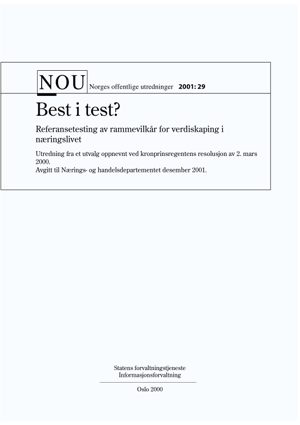 NOU Norges offentlige utredninger 2001: 29
Best i test?
Referansetesting av rammevilkår for verdiskaping i
næringslivet
Utredning fra et utvalg oppnevnt ved kronprinsregentens resolusjon av 2. mars
2000.
Avgitt til Nærings- og handelsdepartementet desember 2001.
Statens forvaltningstjeneste
Informasjonsforvaltning
Oslo 2000